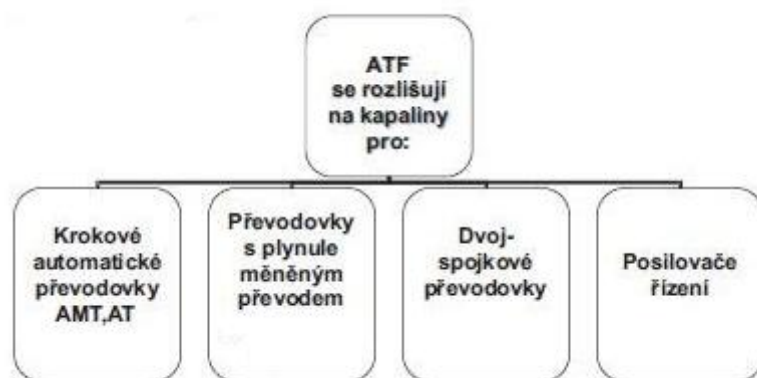 ATF
se rozlišují
na kapaliny
pro:
Krokové
automatické
převodovky
AMT,AT
Převodovky
s plynule
měněným
převodem
Dvoj-
spojkové
převodovky
Posilovače
řízení